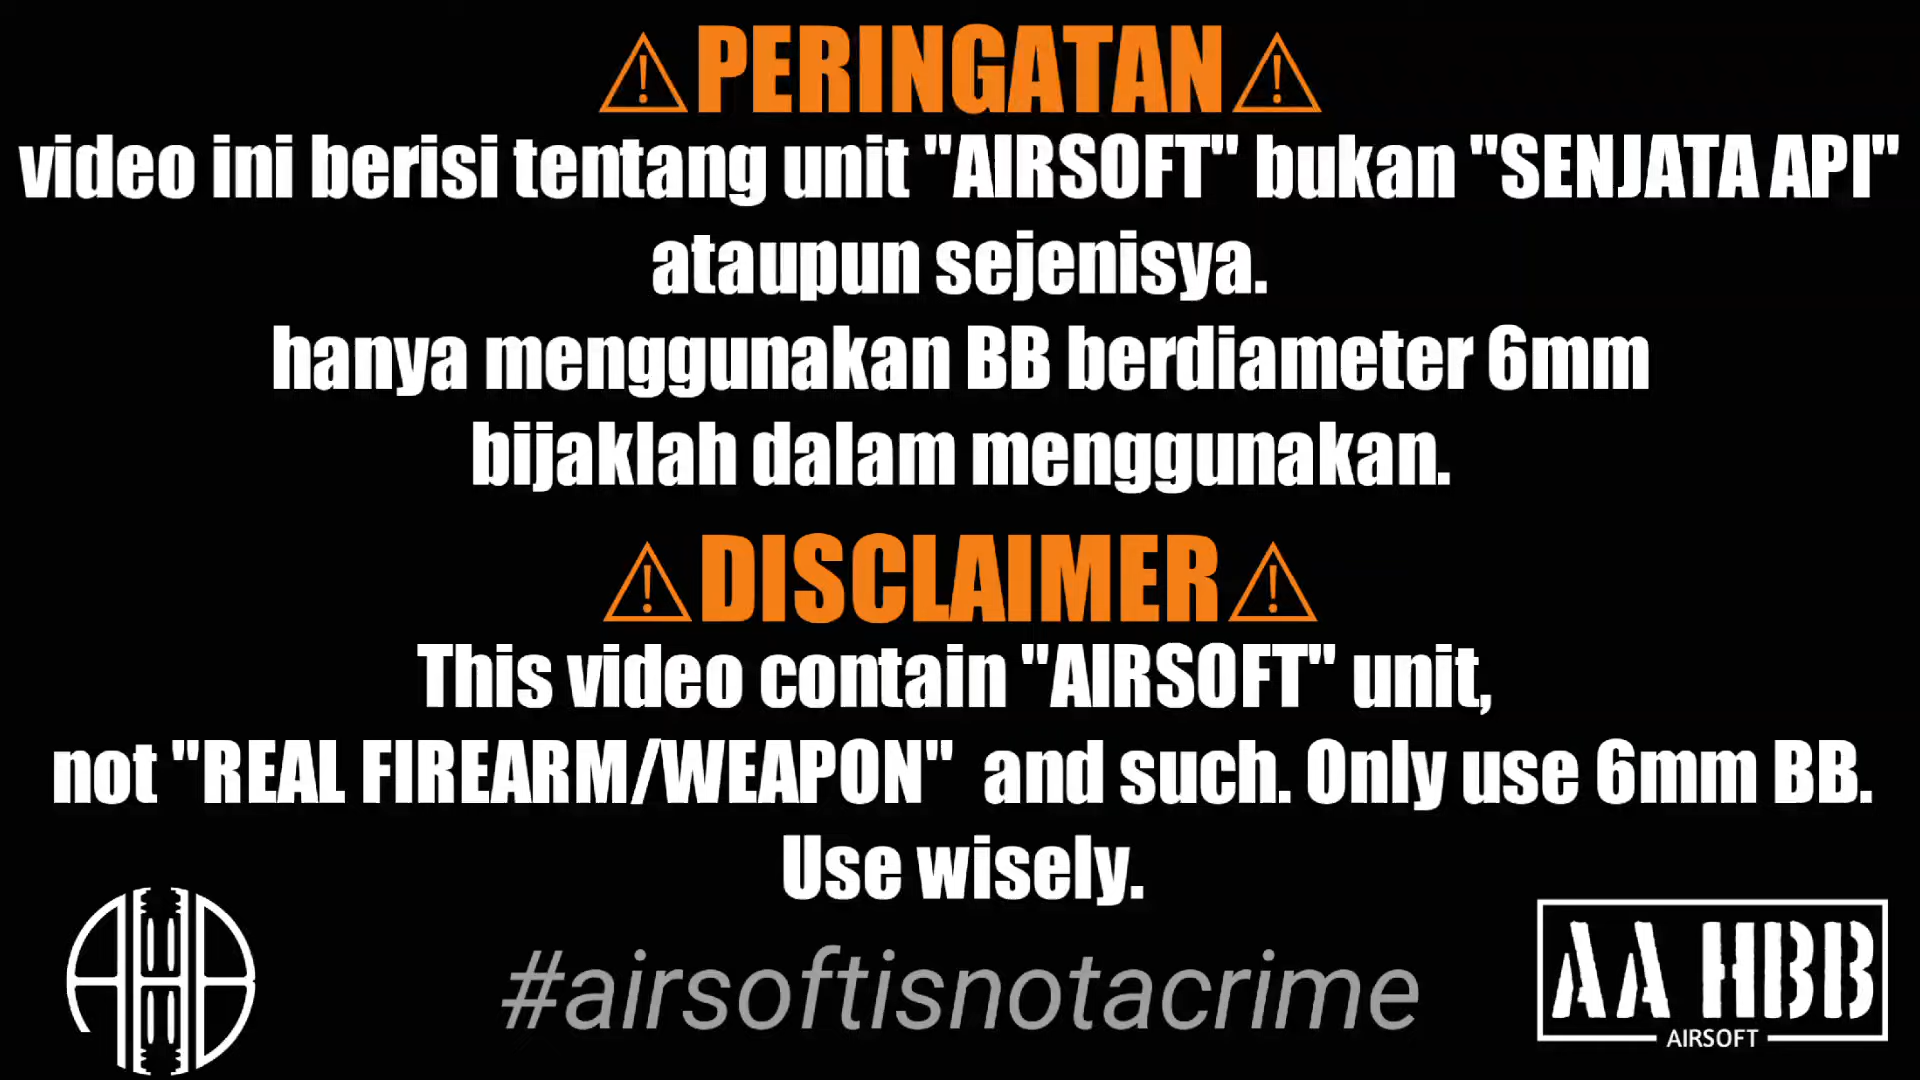 ⚠PERINGATAN⚠
video ini berisi tentang unit "AIRSOFT" bukan "SENJATA API"
ataupun sejenisya.
hanya menggunakan BB berdiameter 6mm
bijaklah dalam menggunakan.
⚠DISCLAIMER⚠
This video contain "AIRSOFT" unit,
not "REAL FIREARM/WEAPON" and such. Only use 6mm BB.
Use wisely.
#airsoftisnotacrime
AA HBB
AIRSOFT